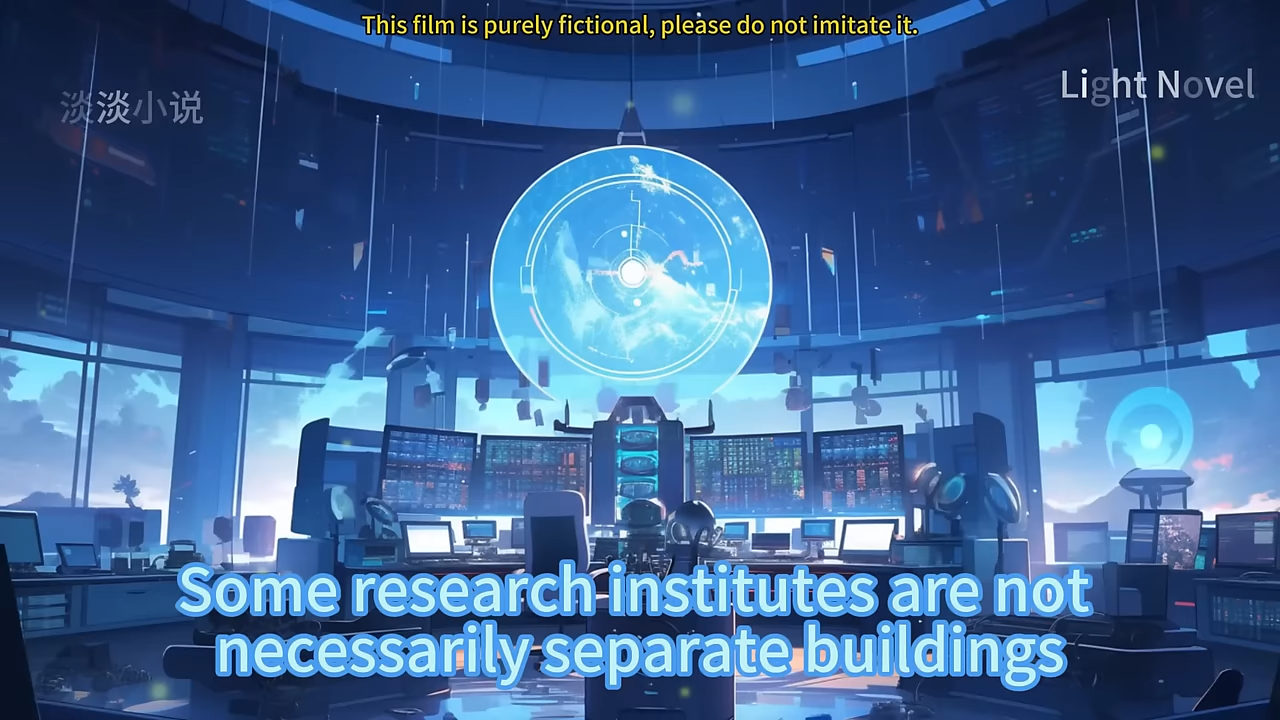 This film is purely fictional, please do not imitate it.
淡淡小说
Light Novel
Some research institutes are not
necessarily separate buildings